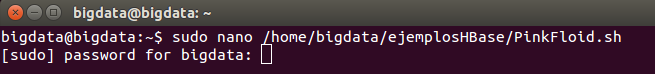 bigdata@bigdata: ~
bigdata@bigdata:~$ sudo nano /home/bigdata/ejemplosHBase/PinkFloid.sh
[sudo] password for bigdata: